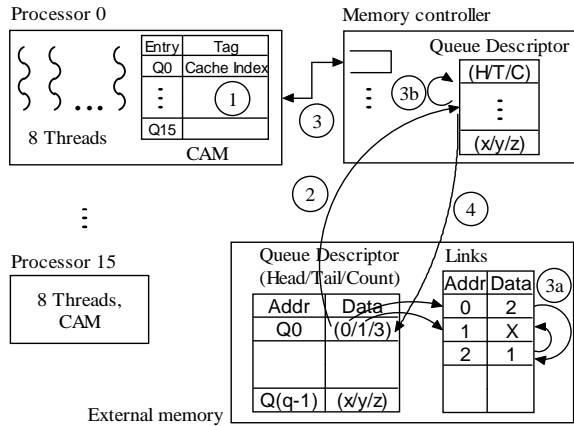 Processor 0
Entry Tag
Q0 Cache Index
1
Q15
8 Threads
CAM
Memory controller
Queue Descriptor
(H/T/C)
3b
(x/y/z)
3
2
4
Processor 15
8 Threads,
CAM
Queue Descriptor
(Head/Tail/Count)
Addr Data
Q0 (0/1/3)
Q(q-1) (x/y/z)
Links
Addr Data
0 2
1 X
2 1
3a
External memory